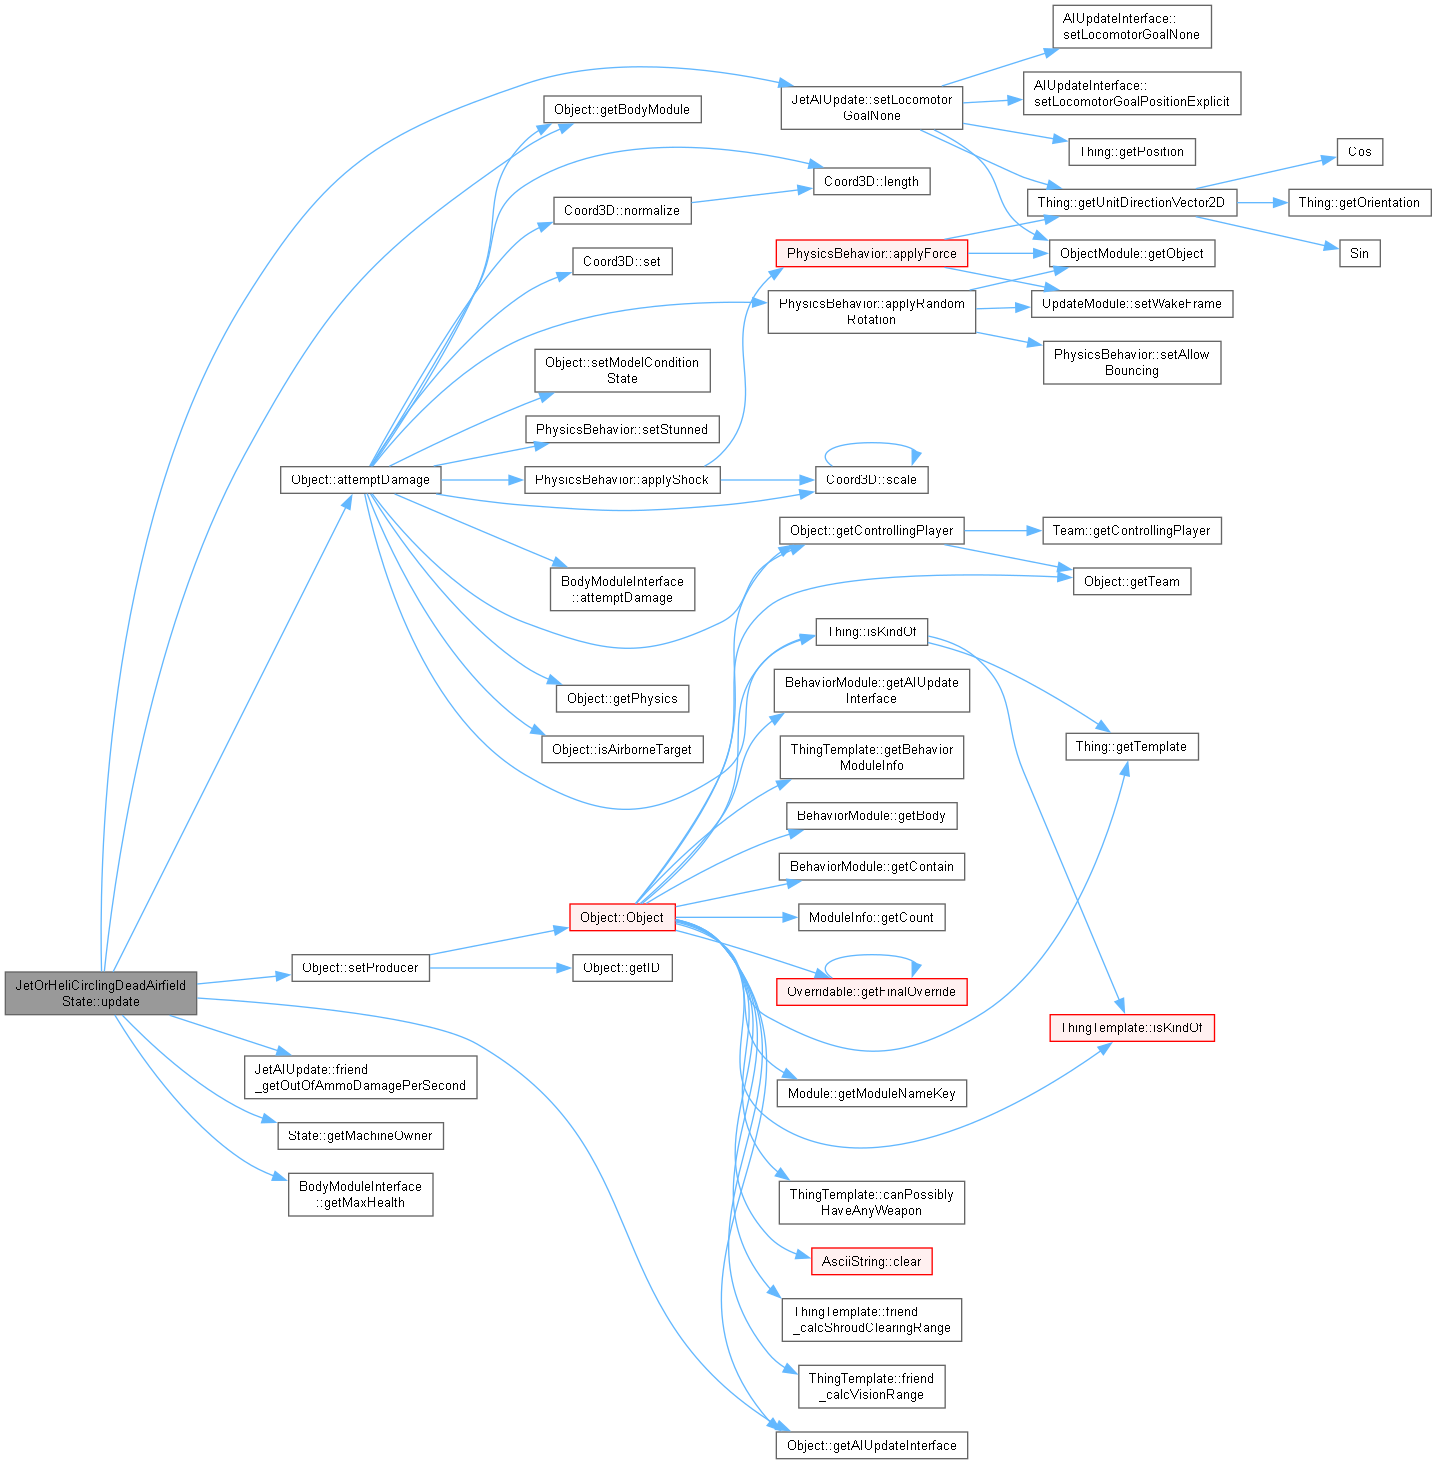 AIUpdateInterface::
setLocomotorGoalNone
JetAIUpdate::setLocomotor
GoalNone
AIUpdateInterface::
setLocomotorGoalPositionExplicit
Object::getBodyModule
Thing::getPosition
Cos
Coord3D::length
Thing::getUnitDirectionVector2D
Thing::getOrientation
Coord3D::normalize
Sin
Coord3D::set
PhysicsBehavior::applyForce
ObjectModule::getObject
PhysicsBehavior::applyRandom
Rotation
UpdateModule::setWakeFrame
PhysicsBehavior::setAllow
Bouncing
Object::setModelCondition
State
PhysicsBehavior::setStunned
Object::attemptDamage
PhysicsBehavior::applyShock
Coord3D::scale
Object::getControllingPlayer
Team::getControllingPlayer
BodyModuleInterface
::attemptDamage
Object::getTeam
Thing::isKindOf
Object::getPhysics
BehaviorModule::getAIUpdate
Interface
Object::isAirborneTarget
ThingTemplate::getBehavior
ModuleInfo
Thing::getTemplate
BehaviorModule::getBody
BehaviorModule::getContain
Object::Object
ModuleInfo::getCount
Object::setProducer
Object::getID
JetOrHeliCirclingDeadAirfield
State::update
Overridable::getFinalOverride
ThingTemplate::isKindOf
JetAIUpdate::friend
_getOutOfAmmoDamagePerSecond
Module::getModuleNameKey
State::getMachineOwner
BodyModuleInterface
::getMaxHealth
ThingTemplate::canPossibly
HaveAnyWeapon
AsciiString::clear
ThingTemplate::friend
_calcShroudClearingRange
ThingTemplate::friend
_calcVisionRange
Object::getAIUpdateInterface